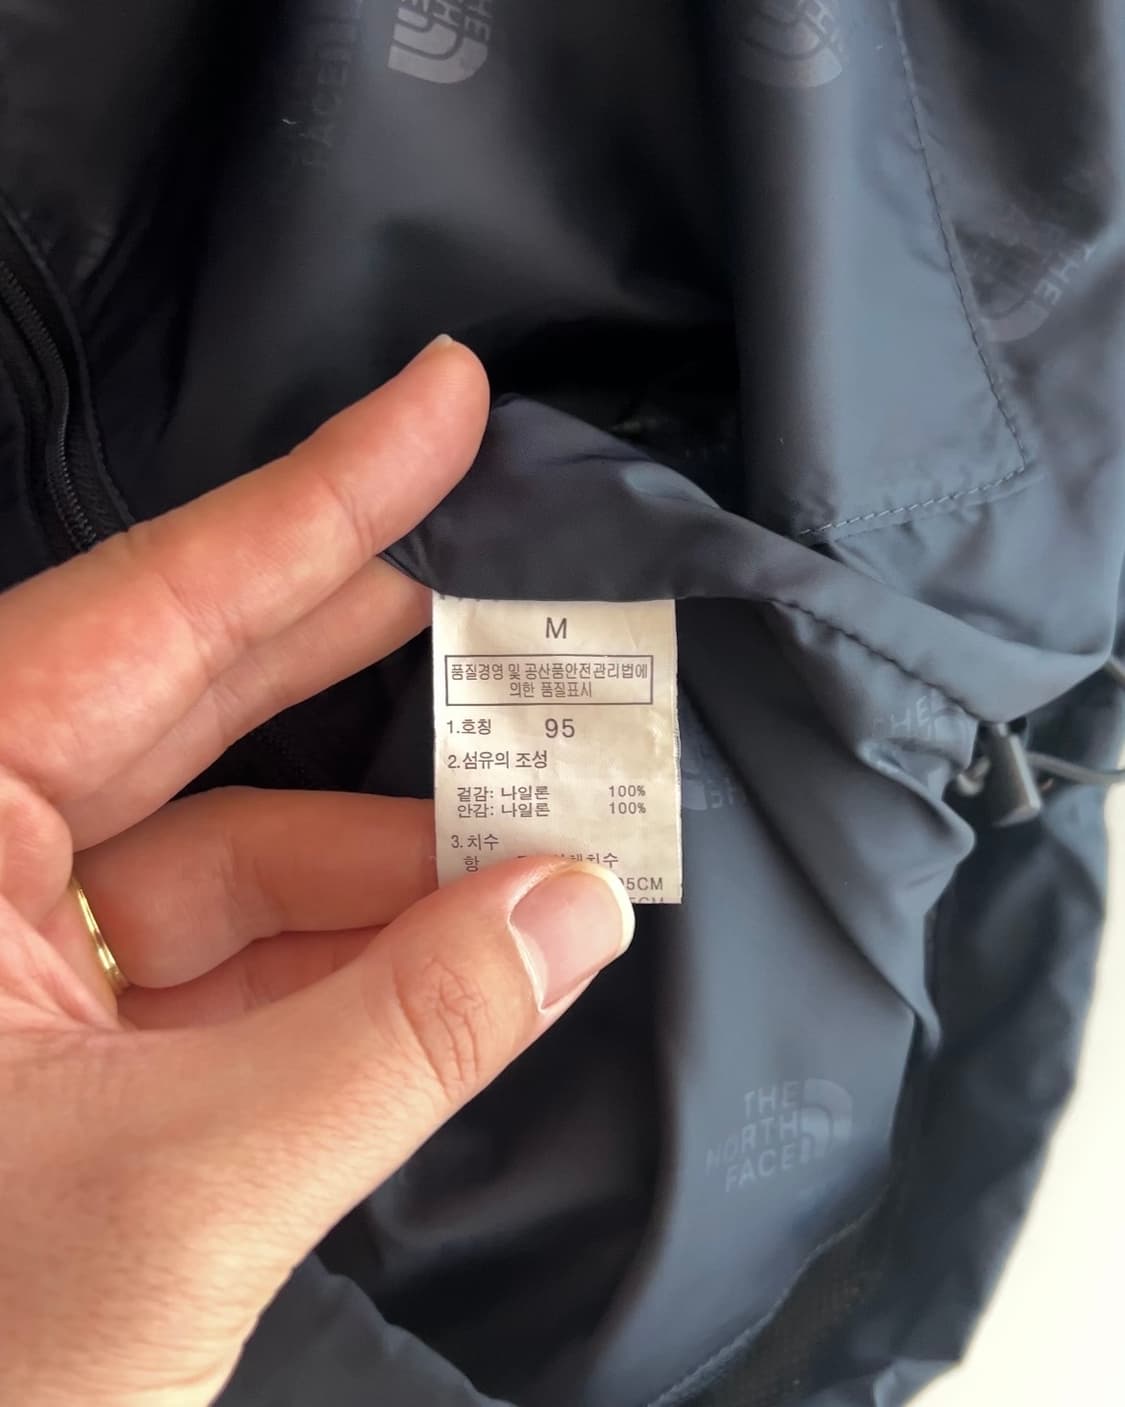 M
품질경영 및 공산품안전관리법에
의한 품질표시
1.호칭 95
2.섬유의 조성
겉감: 나일론 100%
안감: 나일론 100%
3.치수
항
95CM
THE
NORTH
FACE